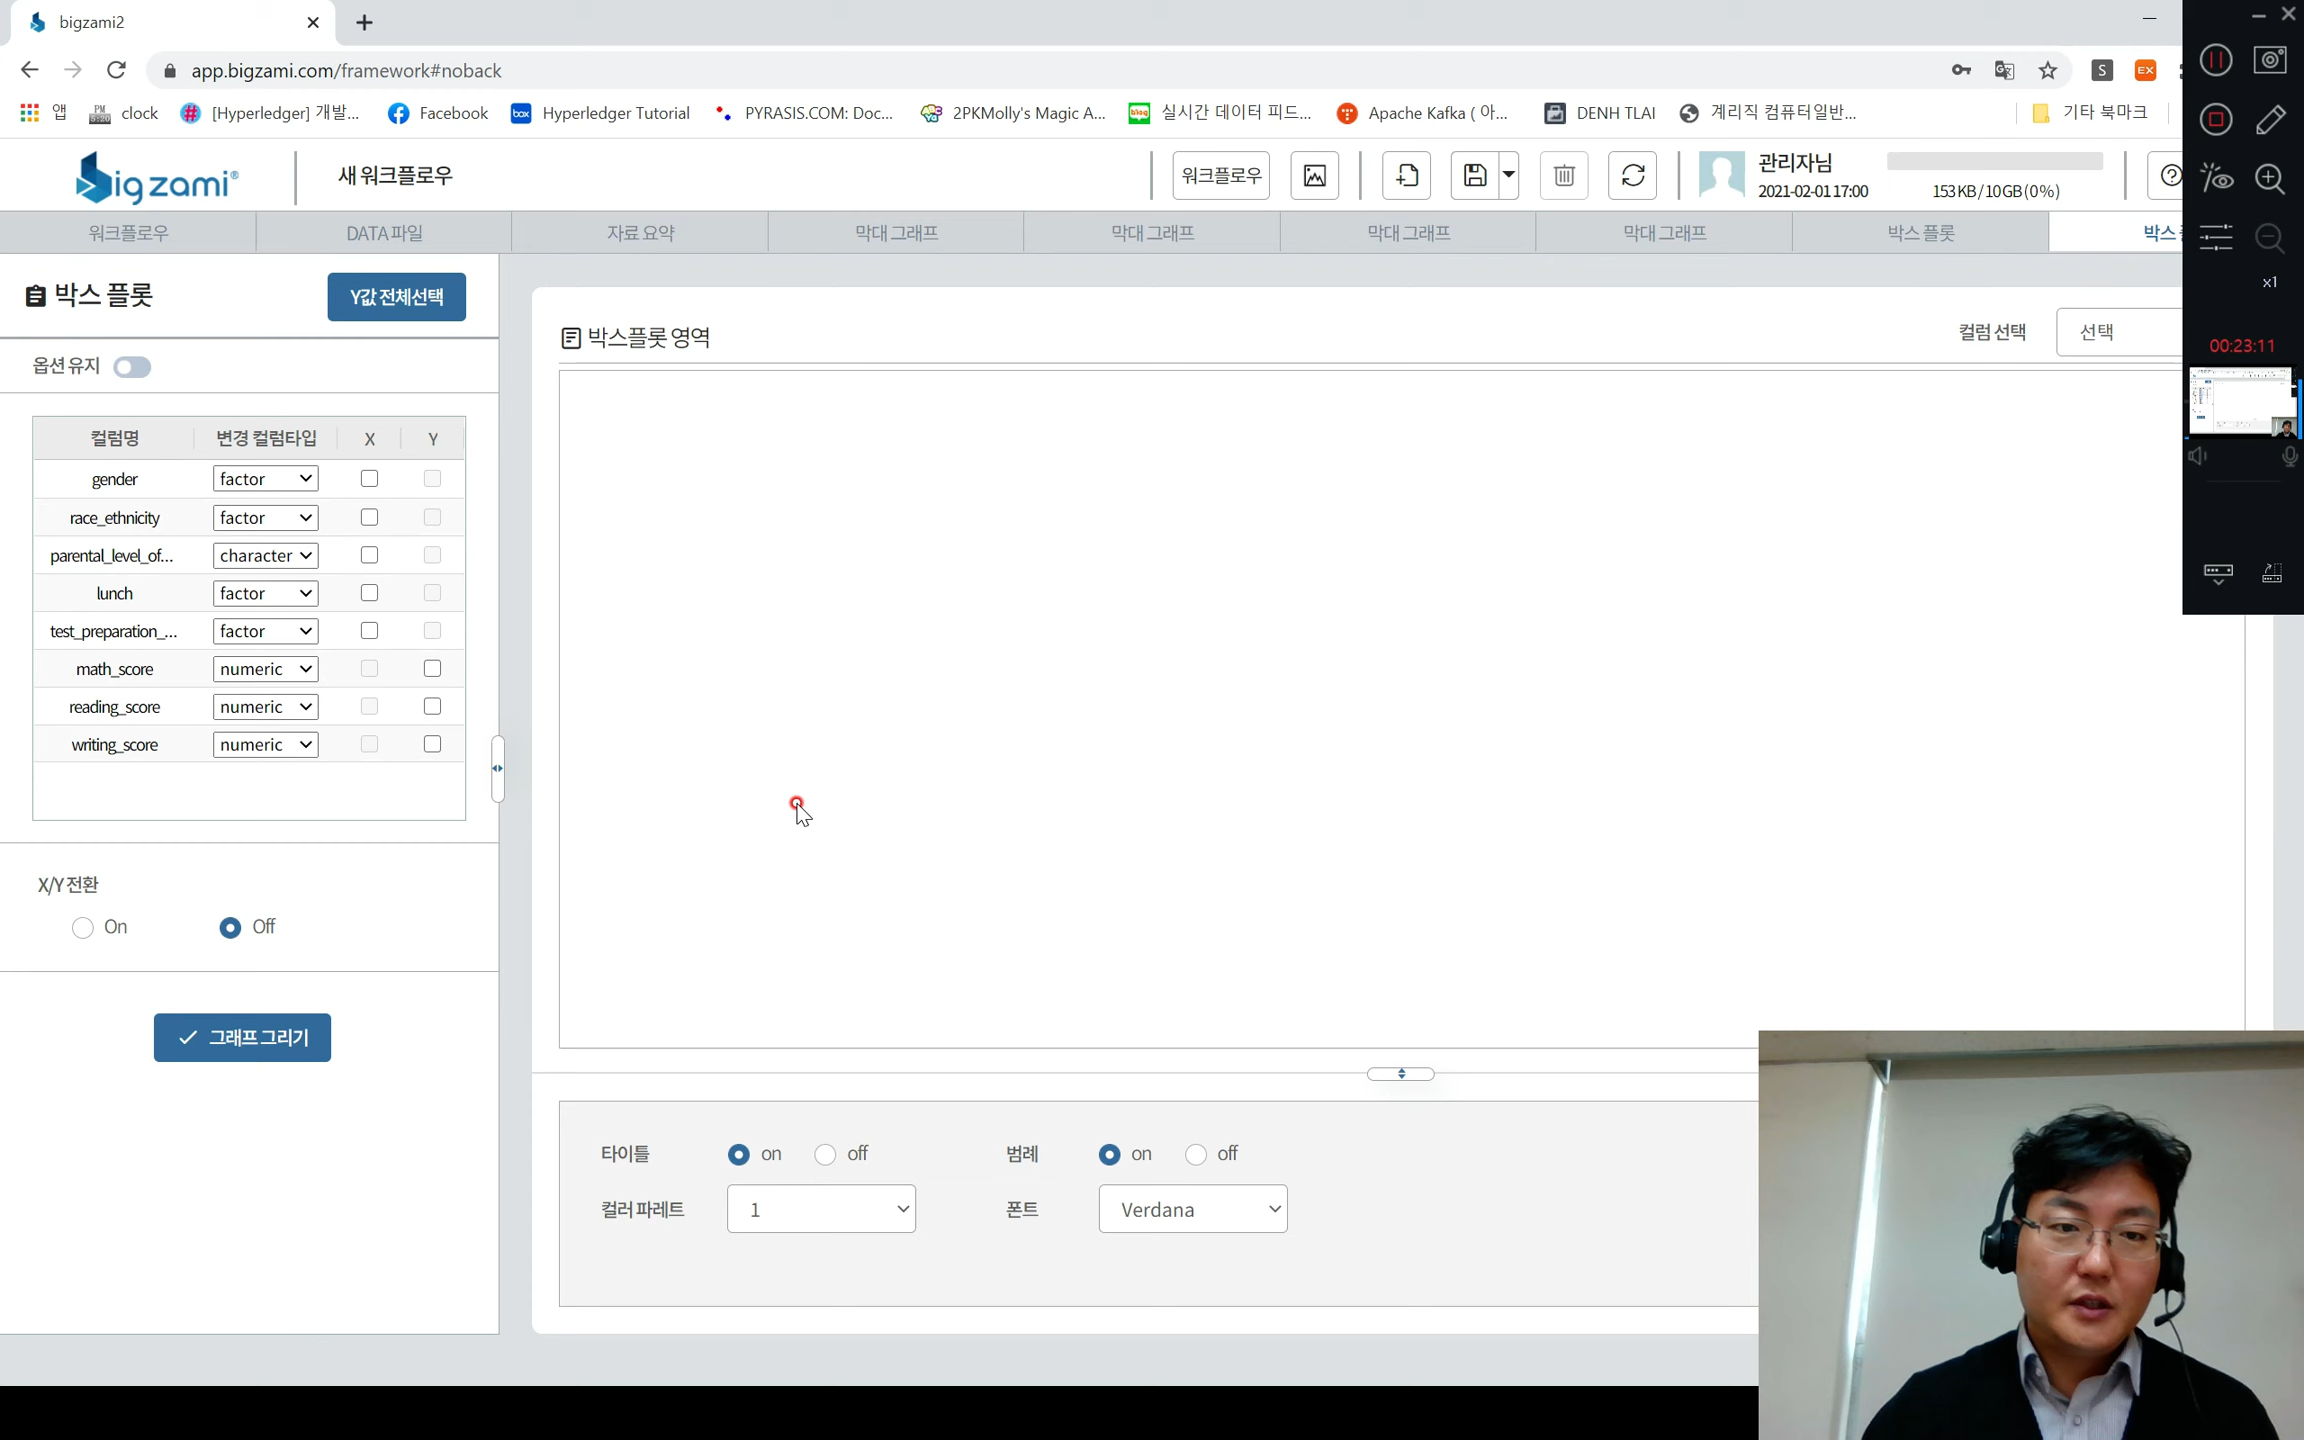 bigzami2
app.bigzami.com/framework#noback
앱
clock
[Hyperledger] 개발...
Facebook
box
Hyperledger Tutorial
PYRASIS.COM: Doc...
2PKMolly's Magic A...
실시간 데이터 피드...
Apache Kafka ( 아...
DENH TLAI
계리직 컴퓨터일반...
기타 북마크
S
EX
x1
00:23:11
big zami®
새 워크플로우
워크플로우
관리자님
2021-02-01 17:00
153KB/10GB(0%)
워크플로우
DATA 파일
자료 요약
막대 그래프
막대 그래프
막대 그래프
막대 그래프
박스 플롯
박스
박스 플롯
Y값 전체선택
옵션 유지
컬럼명 변경 컬럼타입 X Y
gender factor
race_ethnicity factor
parental_level_of... character
lunch factor
test_preparation_... factor
math_score numeric
reading_score numeric
writing_score numeric
X/Y 전환
On Off
그래프 그리기
박스플롯 영역
컬럼 선택
선택
타이틀 on off
범례 on off
컬러 파레트 1
폰트 Verdana